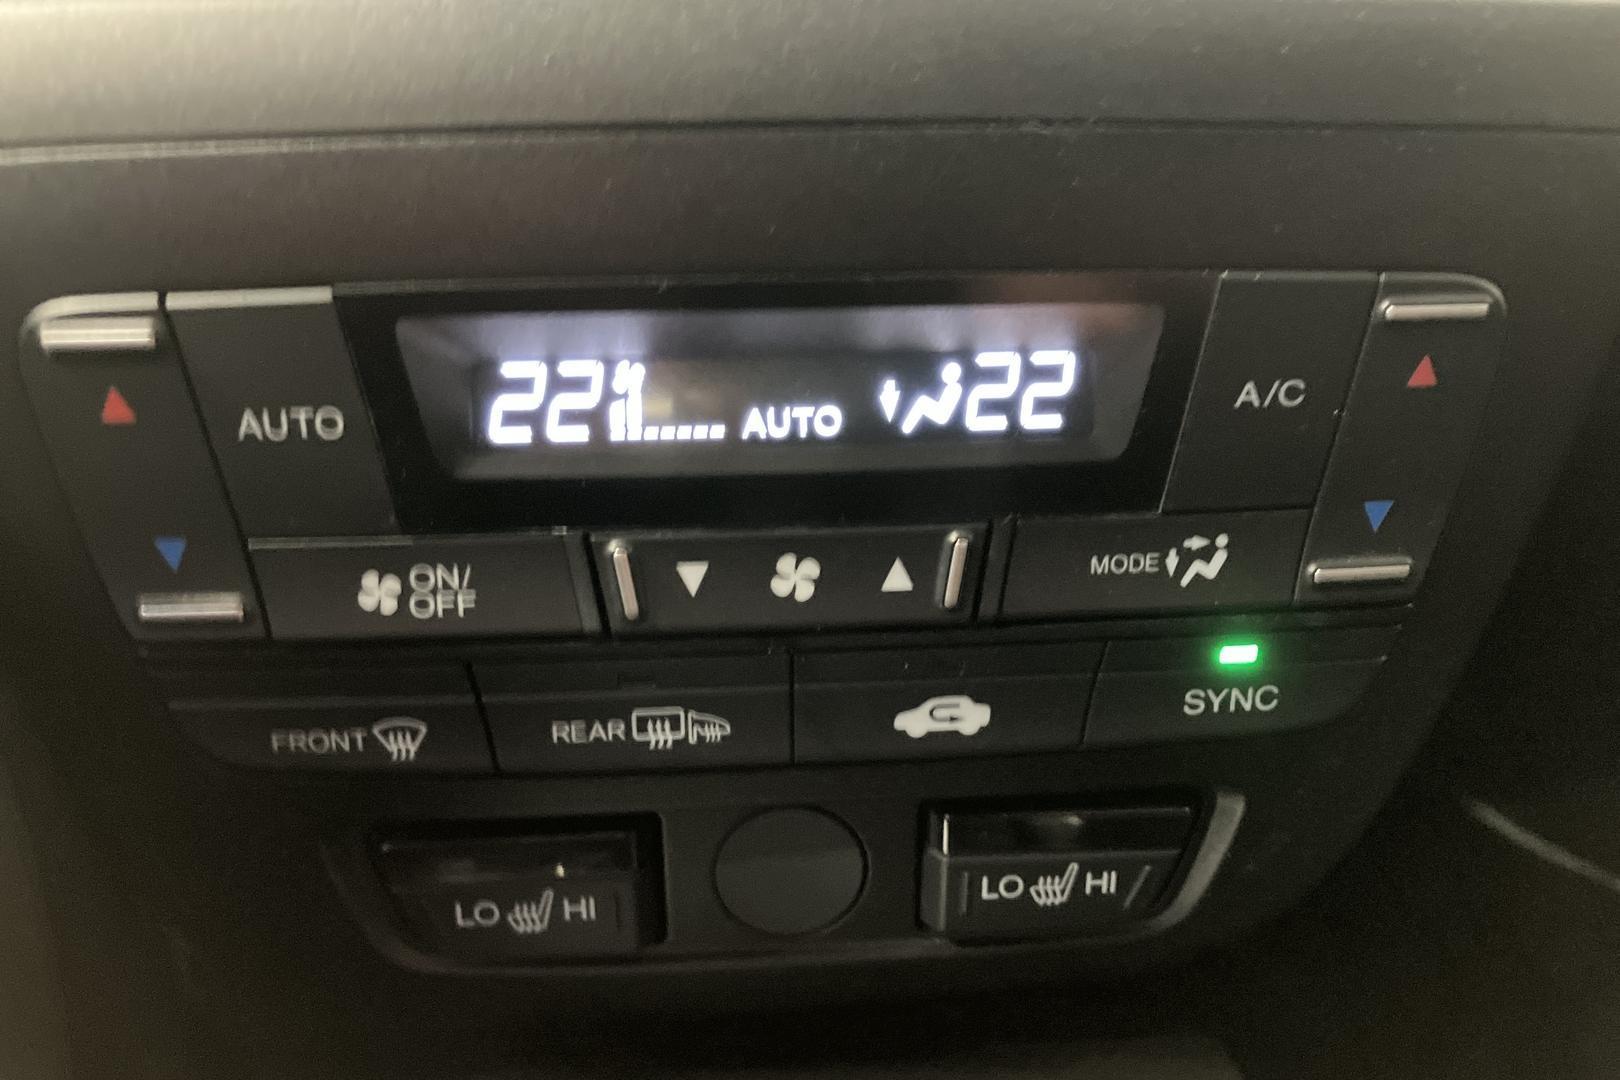 22 AUTO 22
AUTO
A/C
ON/
OFF
MODE
FRONT
REAR
SYNC
LO HI
LO HI